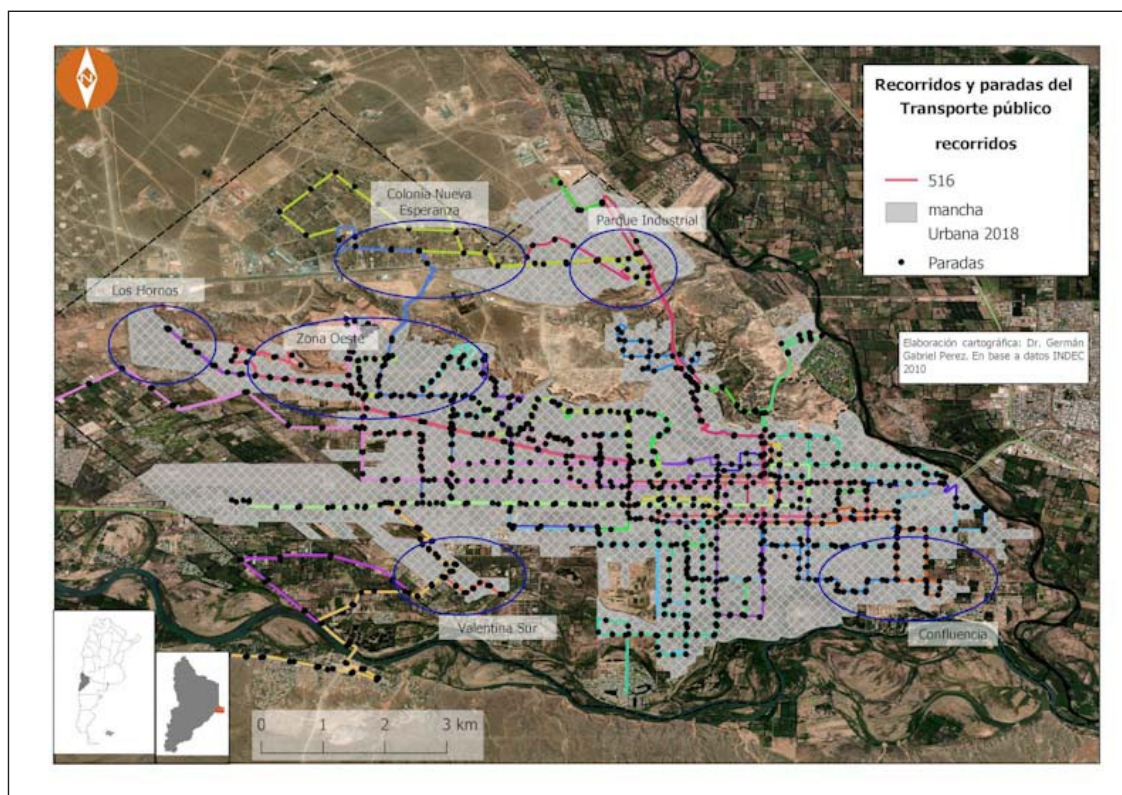 N
Recorridos y paradas del
Transporte público
recorridos
516
mancha
Urbana 2018
Paradas
Colonia Nueva
Esperanza
Parque Industrial
Los Hornos
Zona Oeste
Elaboración cartográfica: Dr. Germán
Gabriel Perez. En base a datos INDEC
2010
Valentina Sur
Confluencia
0 1 2 3 km